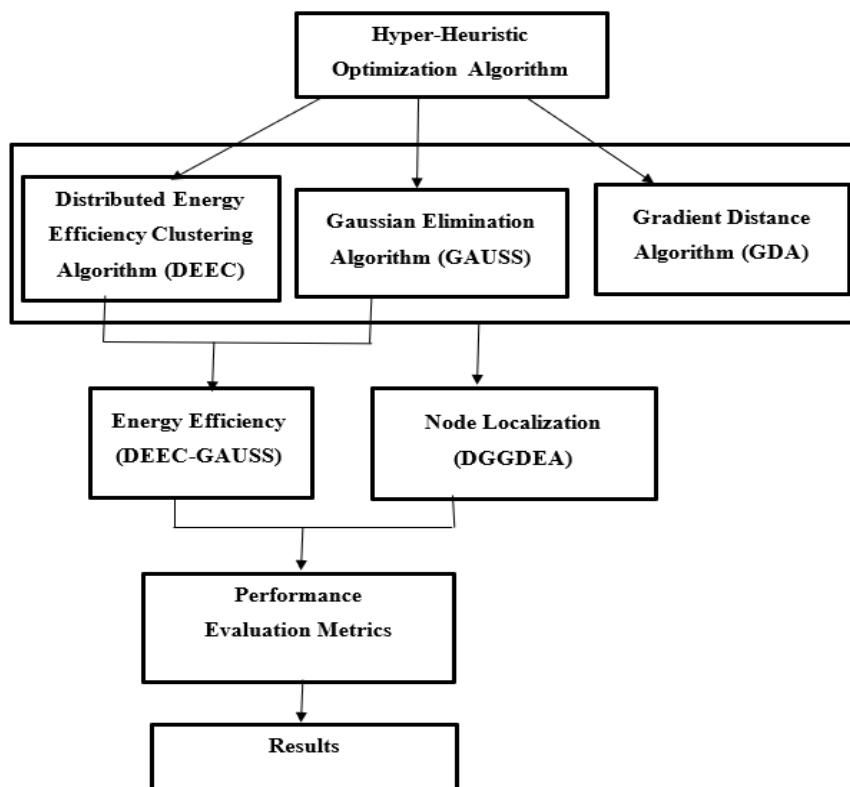 Hyper-Heuristic
Optimization Algorithm
Distributed Energy
Efficiency Clustering
Algorithm (DEEC)
Gaussian Elimination
Algorithm (GAUSS)
Gradient Distance
Algorithm (GDA)
Energy Efficiency
(DEEC-GAUSS)
Node Localization
(DGGDEA)
Performance
Evaluation Metrics
Results